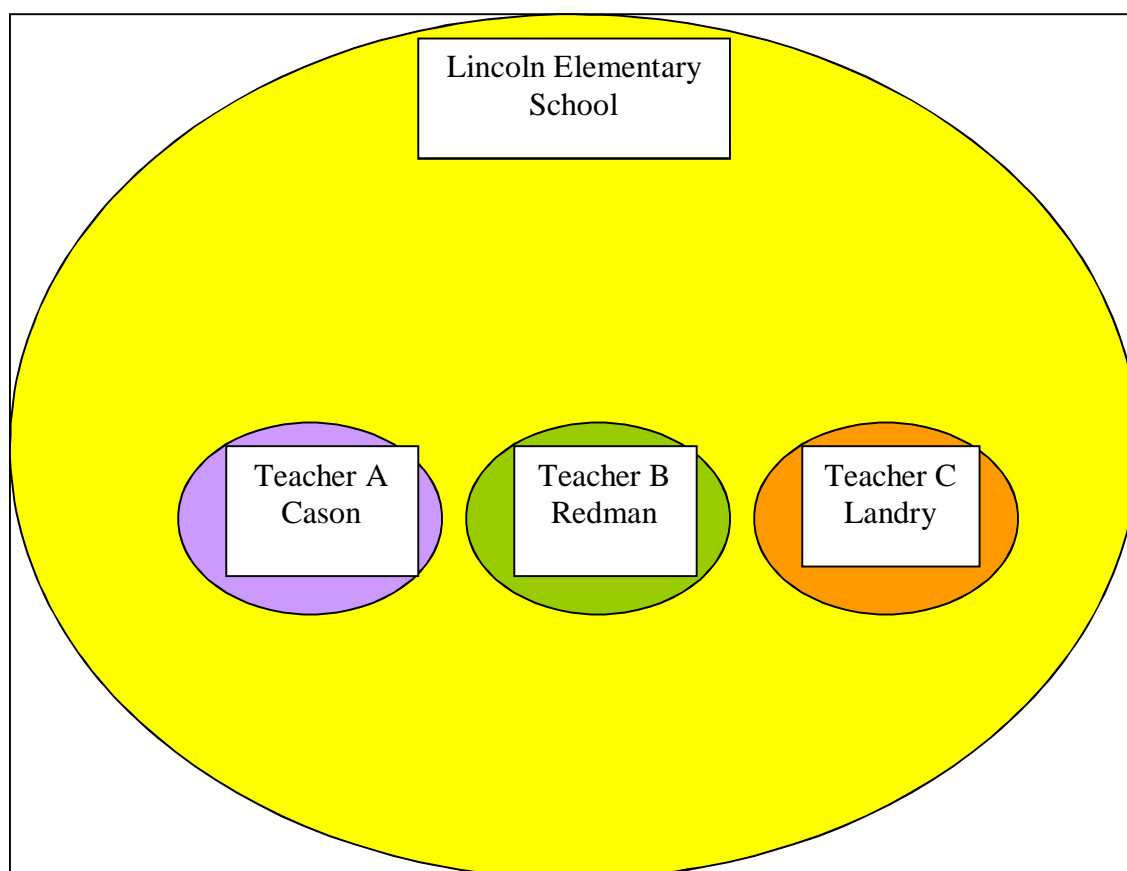 Lincoln Elementary
School
Teacher A
Cason
Teacher B
Redman
Teacher C
Landry